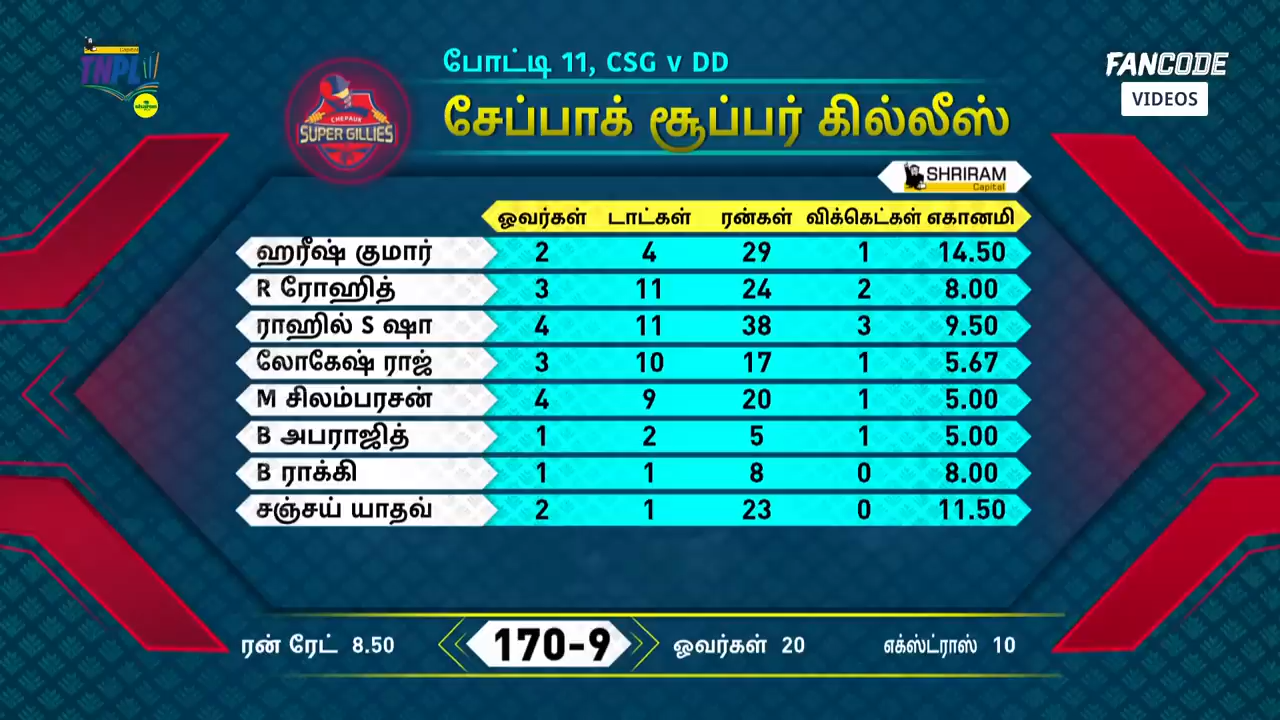 TNPL
போட்டி 11, CSG v DD
FANCODE
VIDEOS
CHEPAUK
SUPER GILLIES
சேப்பாக் சூப்பர் கில்லீஸ்
SHRIRAM
Capital
ஓவர்கள் டாட்கள் ரன்கள் விக்கெட்கள் எகானமி
ஹரீஷ் குமார் 2 4 29 1 14.50
R ரோஹித் 3 11 24 2 8.00
ராஹில் S ஷா 4 11 38 3 9.50
லோகேஷ் ராஜ் 3 10 17 1 5.67
M சிலம்பரசன் 4 9 20 1 5.00
B அபராஜித் 1 2 5 1 5.00
B ராக்கி 1 1 8 0 8.00
சஞ்சய் யாதவ் 2 1 23 0 11.50
ரன் ரேட் 8.50 170-9 ஓவர்கள் 20 எக்ஸ்ட்ராஸ் 10